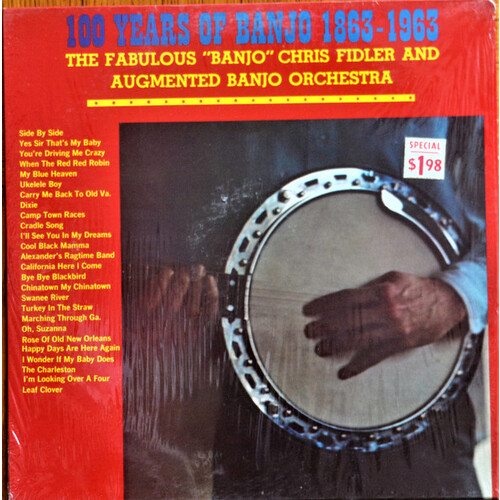 100 YEARS OF BANJO 1863-1963
THE FABULOUS "BANJO" CHRIS FIDLER AND
AUGMENTED BANJO ORCHESTRA
Side By Side
Yes Sir That's My Baby
You're Driving Me Crazy
When The Red Red Robin
My Blue Heaven
Ukelele Boy
Carry Me Back To Old Va.
Dixie
Camp Town Races
Cradle Song
I'll See You In My Dreams
Cool Black Mamma
Alexander's Ragtime Band
California Here I Come
Bye Bye Blackbird
Chinatown My Chinatown
Swanee River
Turkey In The Straw
Marching Through Ga.
Oh, Suzanna
Rose Of Old New Orleans
Happy Days Are Here Again
I Wonder If My Baby Does
The Charleston
I'm Looking Over A Four
Leaf Clover
SPECIAL
$1.98